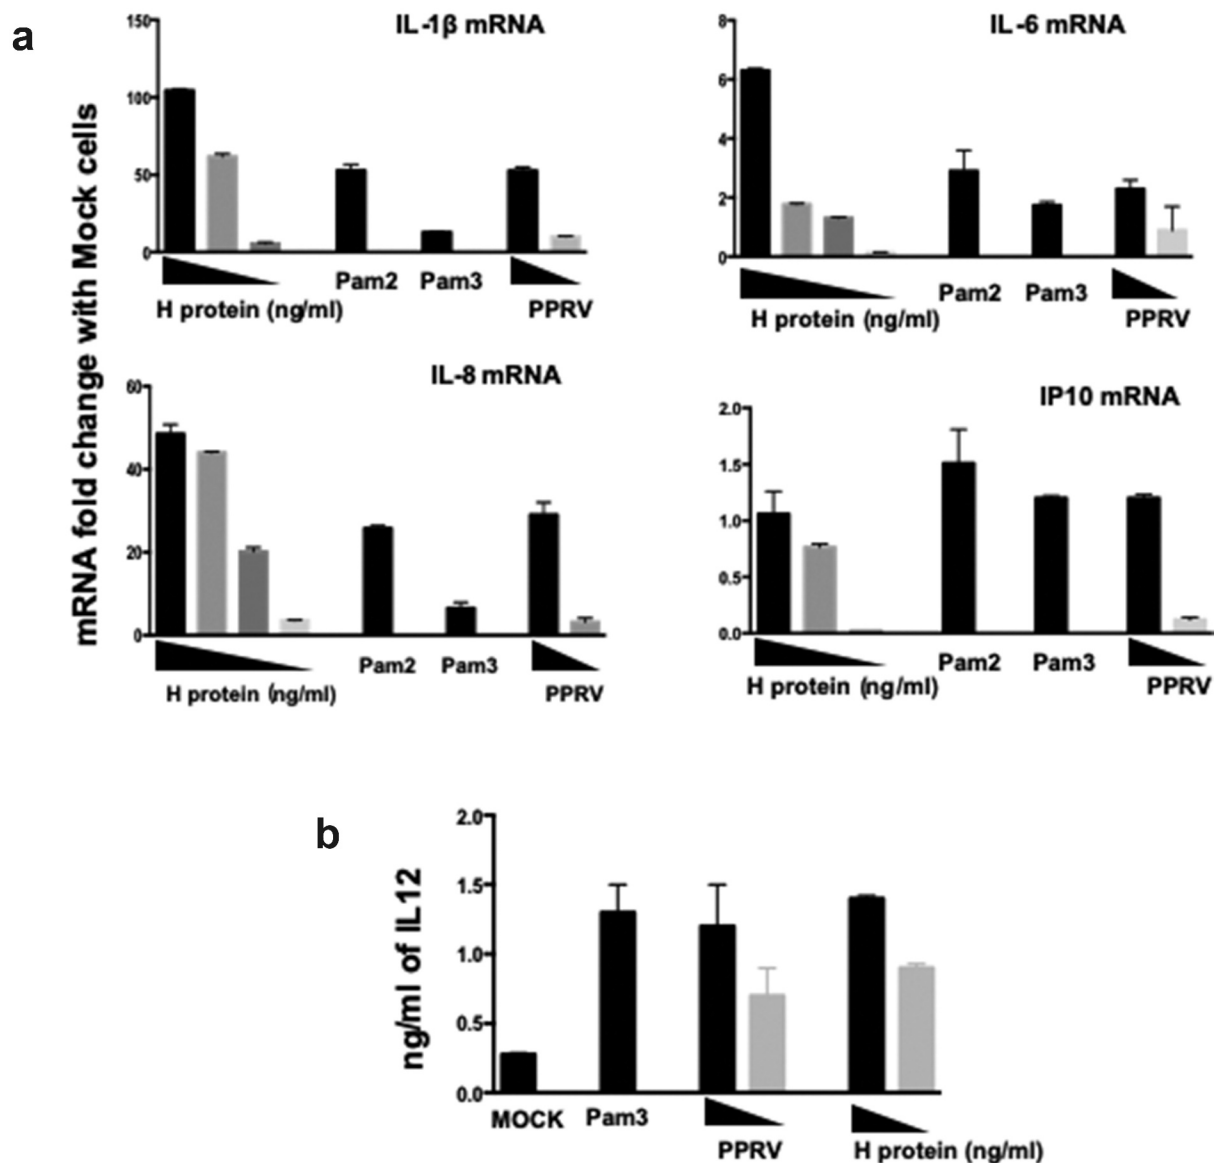 a
mRNA fold change with Mock cells
IL-1β mRNA
150
100
50
0
H protein (ng/ml)
Pam2
Pam3
PPRV
IL-6 mRNA
8
6
4
2
0
H protein (ng/ml)
Pam2
Pam3
PPRV
IL-8 mRNA
60
40
20
0
H protein (ng/ml)
Pam2
Pam3
PPRV
IP10 mRNA
2.0
1.5
1.0
0.5
0.0
H protein (ng/ml)
Pam2
Pam3
PPRV
b
ng/ml of IL12
2.0
1.5
1.0
0.5
0.0
MOCK
Pam3
PPRV
H protein (ng/ml)